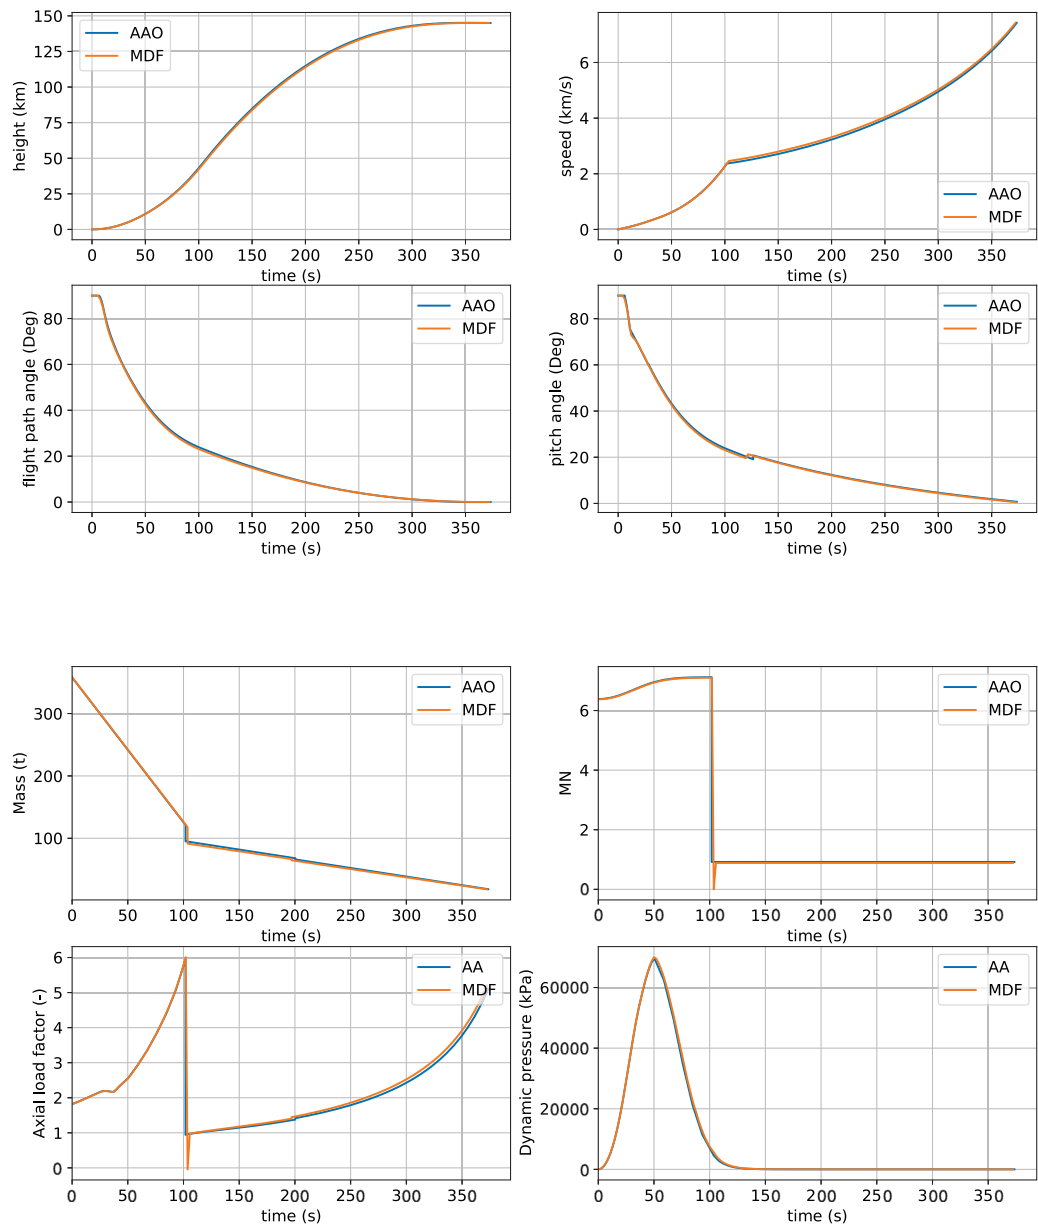 height (km)
150
125
100
75
50
25
0
AAO
MDF
0 50 100 150 200 250 300 350
time (s)
speed (km/s)
6
4
2
0
AAO
MDF
0 50 100 150 200 250 300 350
time (s)
flight path angle (Deg)
80
60
40
20
0
AAO
MDF
0 50 100 150 200 250 300 350
time (s)
pitch angle (Deg)
80
60
40
20
0
AAO
MDF
0 50 100 150 200 250 300 350
time (s)
Mass (t)
300
200
100
AAO
MDF
0 50 100 150 200 250 300 350
time (s)
MN
6
4
2
0
AAO
MDF
0 50 100 150 200 250 300 350
time (s)
Axial load factor (-)
6
5
4
3
2
1
0
AA
MDF
0 50 100 150 200 250 300 350
time (s)
Dynamic pressure (kPa)
60000
40000
20000
0
AA
MDF
0 50 100 150 200 250 300 350
time (s)